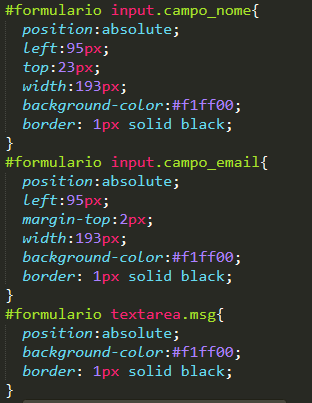 #formulario input.campo_nome{
position:absolute;
left:95px;
top:23px;
width:193px;
background-color:#f1ff00;
border: 1px solid black;
}
#formulario input.campo_email{
position:absolute;
left:95px;
margin-top:2px;
width:193px;
background-color:#f1ff00;
border: 1px solid black;
}
#formulario textarea.msg{
position:absolute;
background-color:#f1ff00;
border: 1px solid black;
}